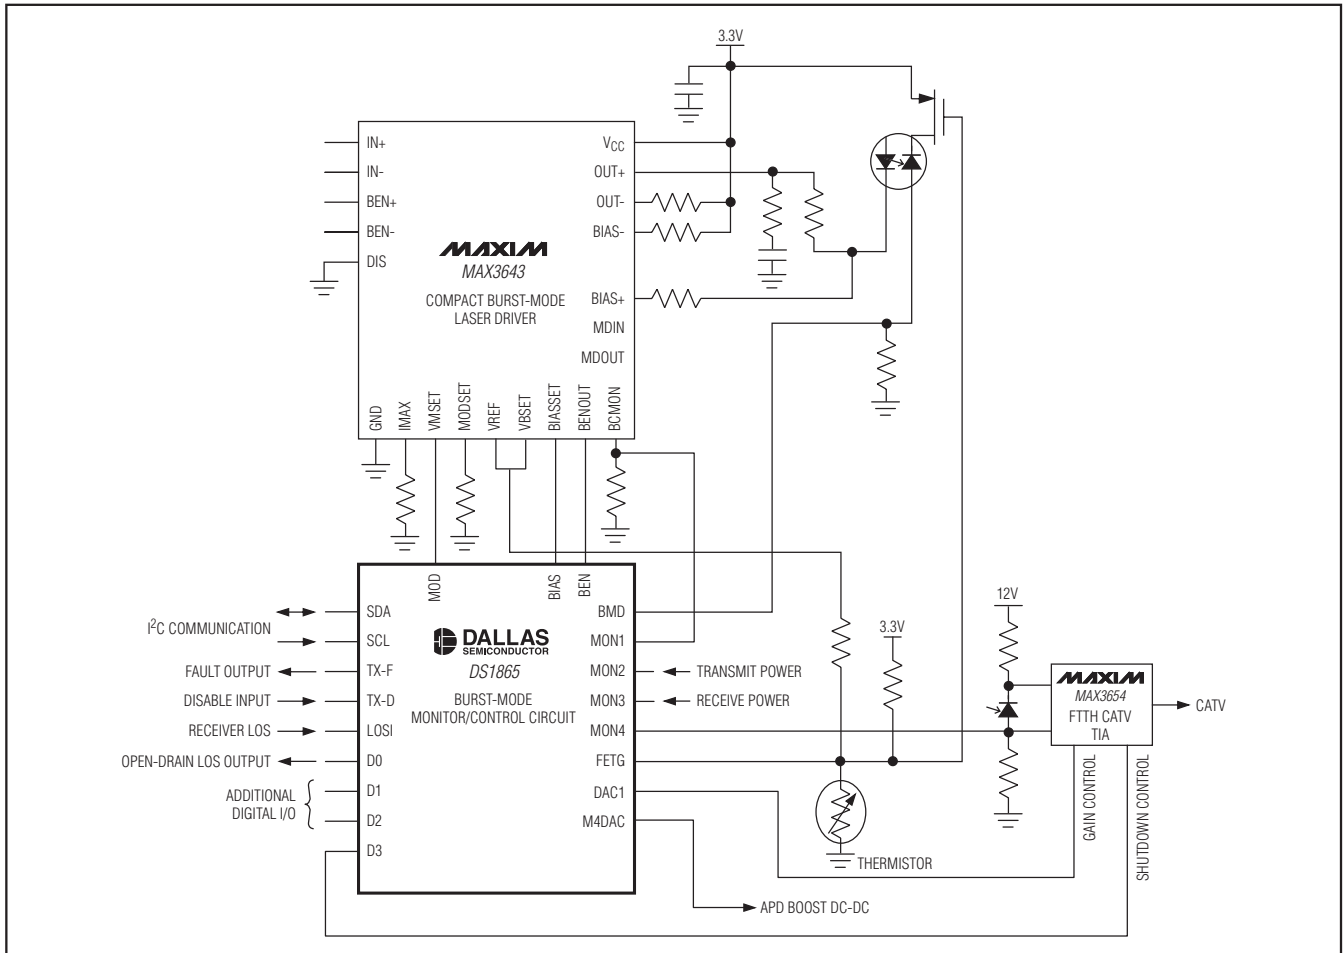 3.3V
IN+
IN-
BEN+
BEN-
DIS
VCC
OUT+
OUT-
BIAS-
BIAS+
MDIN
MDOUT
MAXIM
MAX3643
COMPACT BURST-MODE
LASER DRIVER
GND
IMAX
VMSET
MODSET
VREF
VBSET
BIASSET
BENOUT
BCMON
MOD
BIAS
BEN
I2C COMMUNICATION
FAULT OUTPUT
DISABLE INPUT
RECEIVER LOS
OPEN-DRAIN LOS OUTPUT
ADDITIONAL
DIGITAL I/O
SDA
SCL
TX-F
TX-D
LOSI
D0
D1
D2
D3
DALLAS
SEMICONDUCTOR
DS1865
BURST-MODE
MONITOR/CONTROL CIRCUIT
BMD
MON1
MON2
MON3
MON4
FETG
DAC1
M4DAC
TRANSMIT POWER
RECEIVE POWER
3.3V
THERMISTOR
APD BOOST DC-DC
12V
MAXIM
MAX3654
FTTH CATV
TIA
CATV
GAIN CONTROL
SHUTDOWN CONTROL